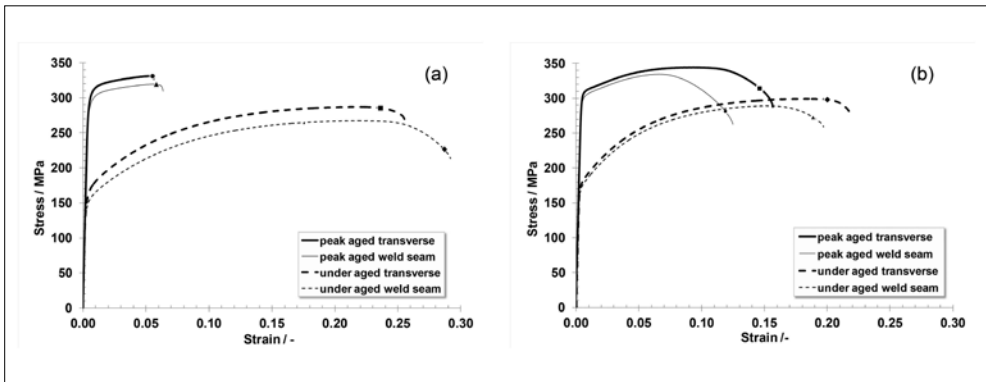 (a)
350
300
250
200
150
100
50
0
Stress / MPa
0.00 0.05 0.10 0.15 0.20 0.25 0.30
Strain / -
peak aged transverse
peak aged weld seam
under aged transverse
under aged weld seam
(b)
350
300
250
200
150
100
50
0
Stress / MPa
0.00 0.05 0.10 0.15 0.20 0.25 0.30
Strain /-
peak aged transverse
peak aged weld seam
under aged transverse
under aged weld seam